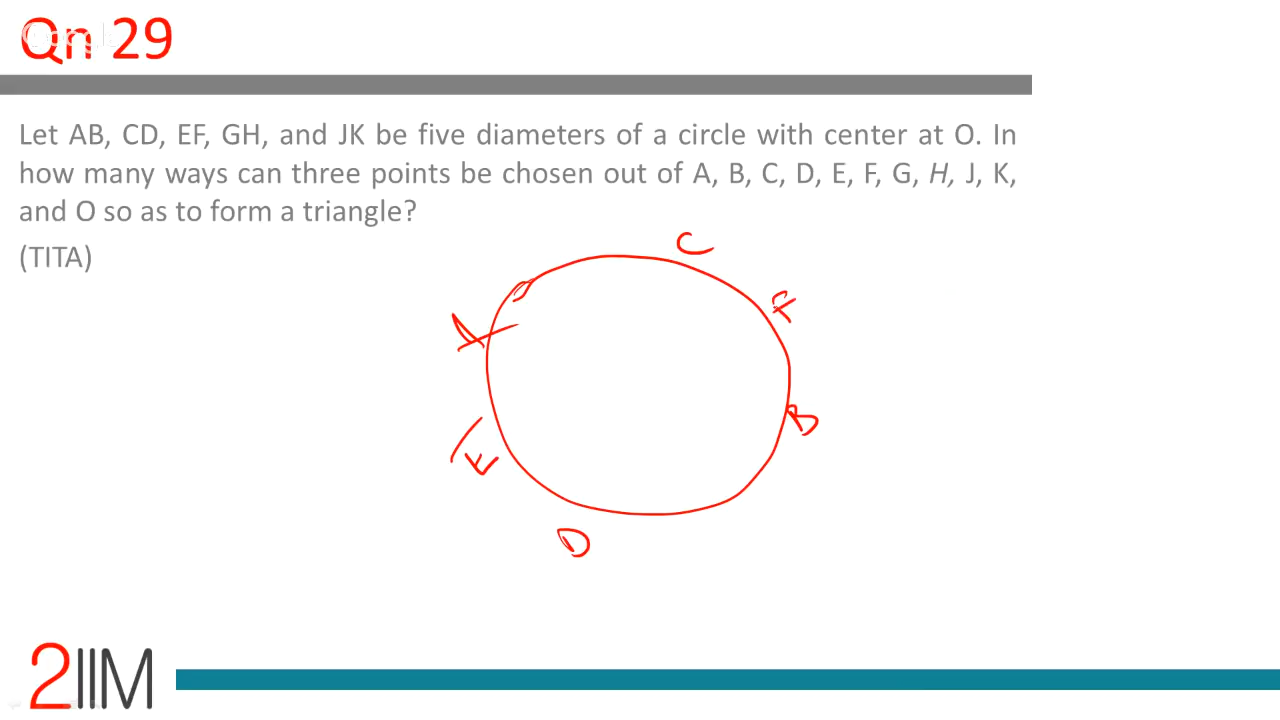 Qn 29
Google
Let AB, CD, EF, GH, and JK be five diameters of a circle with center at O. In
how many ways can three points be chosen out of A, B, C, D, E, F, G, H, J, K,
and O so as to form a triangle?
(TITA)
C
F
A
B
E
D
2IIM